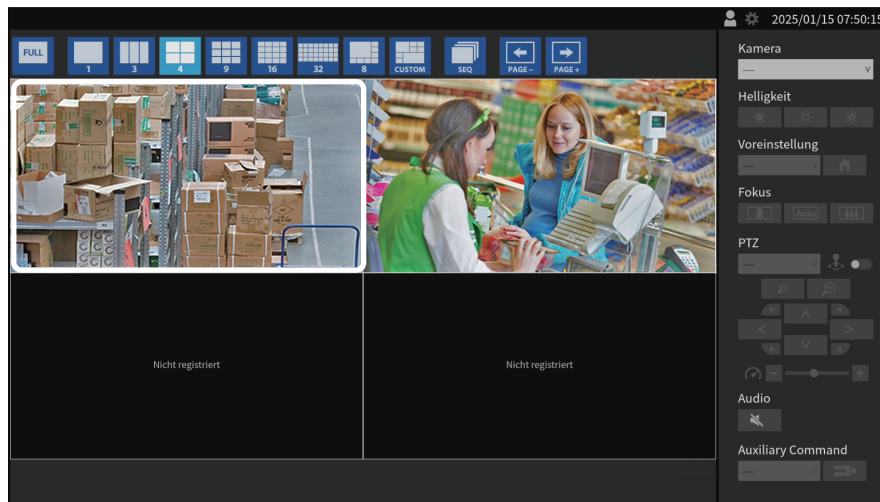 2025/01/15 07:50:15
FULL
1
3
4
9
16
32
8
CUSTOM
SEQ
PAGE −
PAGE +
Kamera
----
v
Helligkeit
Voreinstellung
----
v
Fokus
Auto
PTZ
----
v
Nicht registriert
Nicht registriert
Audio
Auxiliary Command
----
v